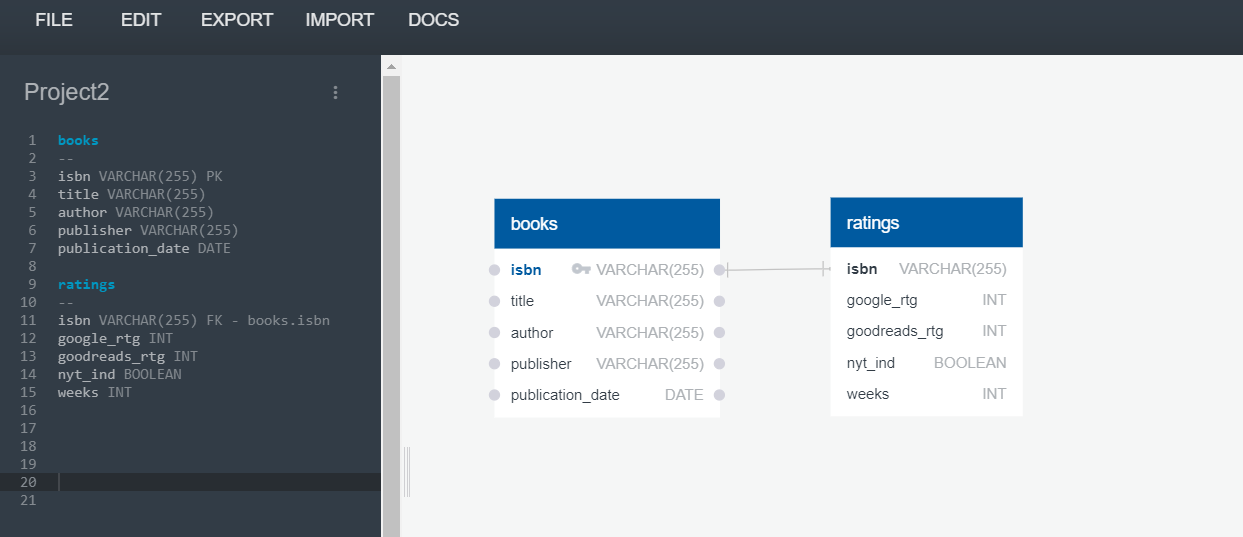 FILE EDIT EXPORT IMPORT DOCS
Project2
1 books
2 --
3 isbn VARCHAR(255) PK
4 title VARCHAR(255)
5 author VARCHAR(255)
6 publisher VARCHAR(255)
7 publication_date DATE
8
9 ratings
10 --
11 isbn VARCHAR(255) FK - books.isbn
12 google_rtg INT
13 goodreads_rtg INT
14 nyt_ind BOOLEAN
15 weeks INT
16
17
18
19
20
21
books
isbn VARCHAR(255)
title VARCHAR(255)
author VARCHAR(255)
publisher VARCHAR(255)
publication_date DATE
ratings
isbn VARCHAR(255)
google_rtg INT
goodreads_rtg INT
nyt_ind BOOLEAN
weeks INT